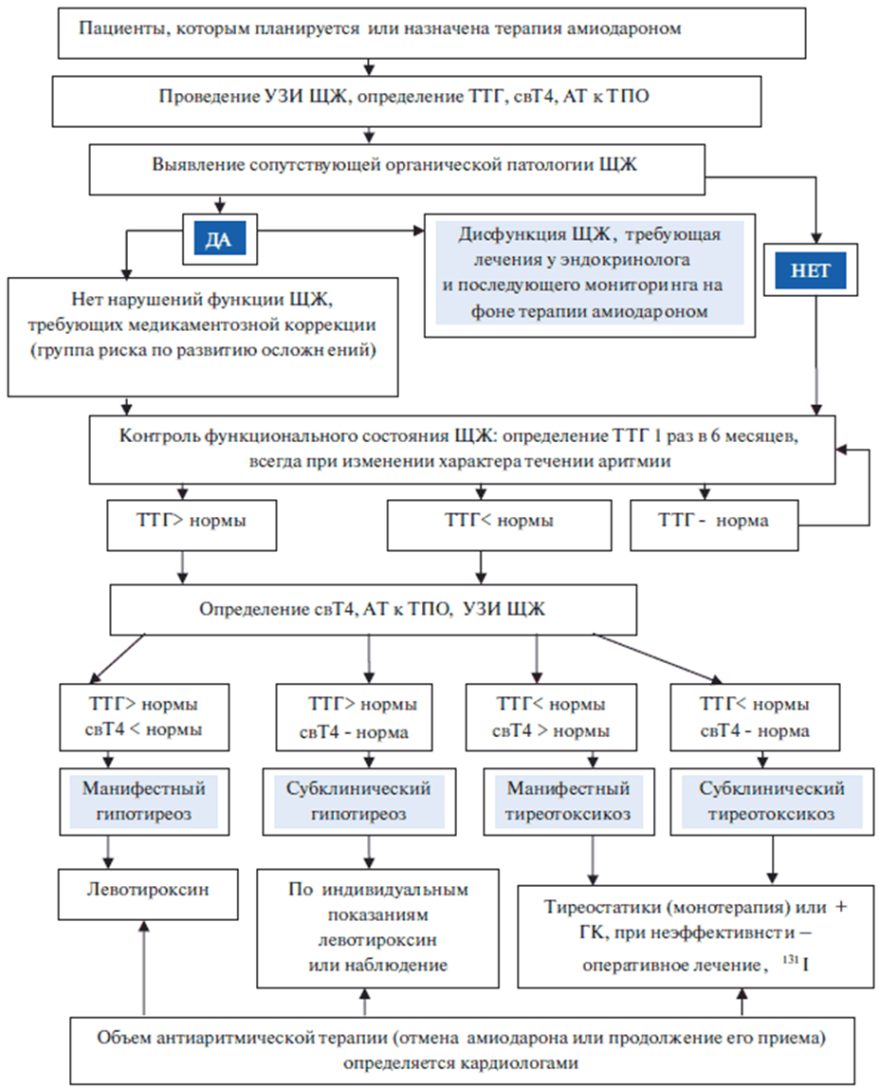 Пациенты, которым планируется или назначена терапия амиодароном
Проведение УЗИ ЩЖ, определение ТТГ, свТ4, АТ к ТПО
Выявление сопутствующей органической патологии ЩЖ
ДА
Дисфункция ЩЖ, требующая
лечения у эндокринолога
и последующего мониторинга на
фоне терапии амиодароном
НЕТ
Нет нарушений функции ЩЖ,
требующих медикаментозной коррекции
(группа риска по развитию осложн ений)
Контроль функционального состояния ЩЖ: определение ТТГ 1 раз в 6 месяцев,
всегда при изменении характера течении аритмии
ТТГ> нормы
ТТГ< нормы
ТТГ - норма
Определение свТ4, АТ к ТПО, УЗИ ЩЖ
ТТГ> нормы
свТ4 < нормы
ТТГ> нормы
свТ4 - норма
ТТГ< нормы
свТ4 > нормы
ТТГ< нормы
свТ4 - норма
Манифестный
гипотиреоз
Субклинический
гипотиреоз
Манифестный
тиреотоксикоз
Субклинический
тиреотоксикоз
Левотироксин
По индивидуальным
показаниям
левотироксин
или наблюдение
Тиреостатики (монотерапия) или +
ГК, при неэффективнсти –
оперативное лечение, ¹³¹ I
Объем антиаритмической терапии (отмена амиодарона или продолжение его приема)
определяется кардиологами